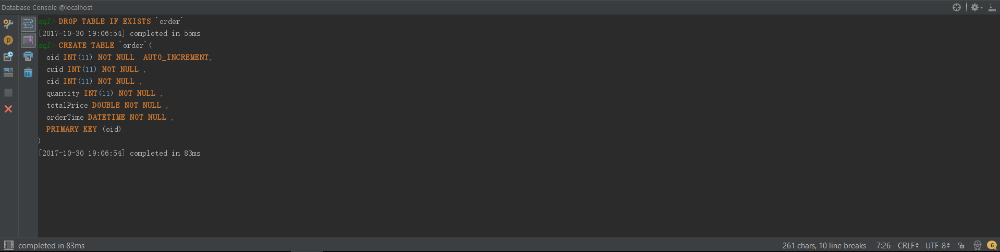 Database Console @localhost
sql> DROP TABLE IF EXISTS `order`
[2017-10-30 19:06:54] completed in 55ms
sql> CREATE TABLE `order`(
oid INT(11) NOT NULL  AUTO_INCREMENT,
cuid INT(11) NOT NULL ,
cid INT(11) NOT NULL ,
quantity INT(11) NOT NULL ,
totalPrice DOUBLE NOT NULL ,
orderTime DATETIME NOT NULL ,
PRIMARY KEY (oid)
)
[2017-10-30 19:06:54] completed in 83ms
completed in 83ms
261 chars, 10 line breaks 7:26 CRLF UTF-8 6
p